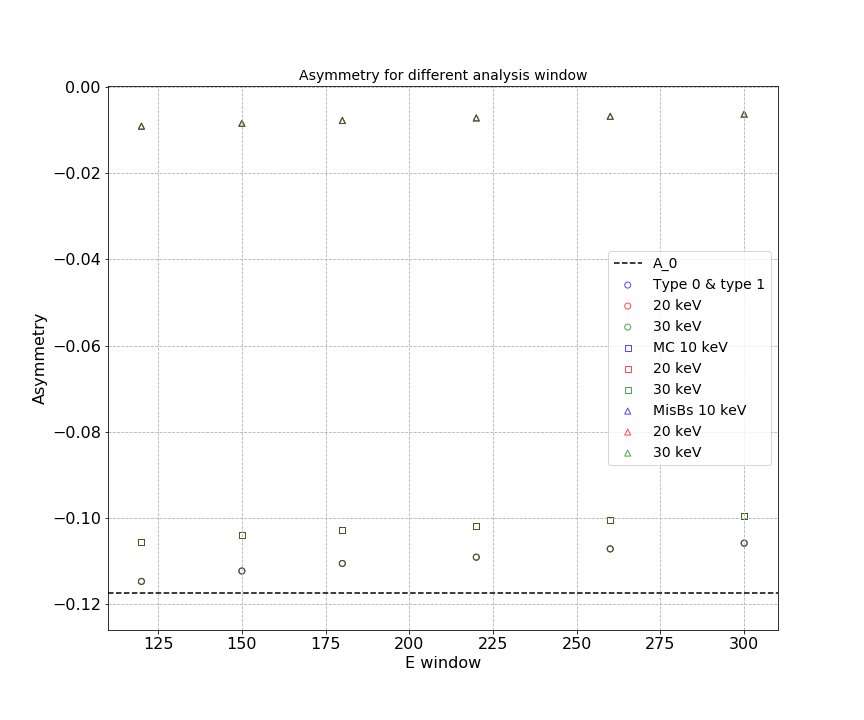 Asymmetry for different analysis window
0.00
−0.02
−0.04
−0.06
−0.08
−0.10
−0.12
Asymmetry
A_0
Type 0 & type 1
20 keV
30 keV
MC 10 keV
20 keV
30 keV
MisBs 10 keV
20 keV
30 keV
125 150 175 200 225 250 275 300
E window